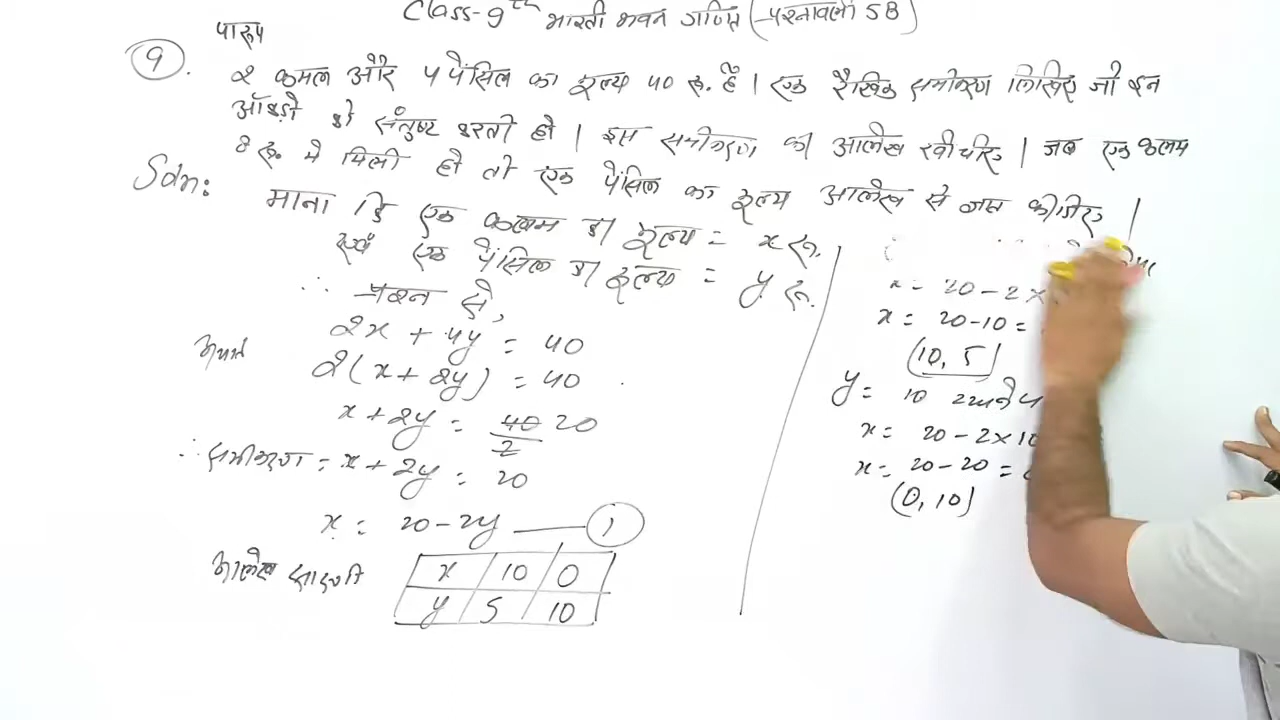 Class-9th भारती भवन गणित (प्रश्नावली 5B)
पारूप
9.
2 कमल और 4 पेंसिल का मूल्य 40 रू. है। एक रैखिक समीकरण लिखिए जो इन
आँकड़ो को संतुष्ट करती हो। इस समीकरण का आलेख खींचीए। जब एक कलम
8 रू. मे मिली हो तो एक पेंसिल का मूल्य आलेख से ज्ञात कीजिए।
Soln: माना कि एक कलम का मूल्य = x रू.
एवं एक पेंसिल का मूल्य = y रू.
∴ प्रश्न से,
2x + 4y = 40
अर्थात 2(x + 2y) = 40
x + 2y = 40/2 20
∴ समीकरण = x + 2y = 20
x = 20 - 2y ——— 1
आलेख सारणी
x 10 0
y 5 10
x = 20 - 2×
x = 20 - 10 =
(10, 5)
y = 10
x = 20 - 2×10
x = 20 - 20 =
(0, 10)